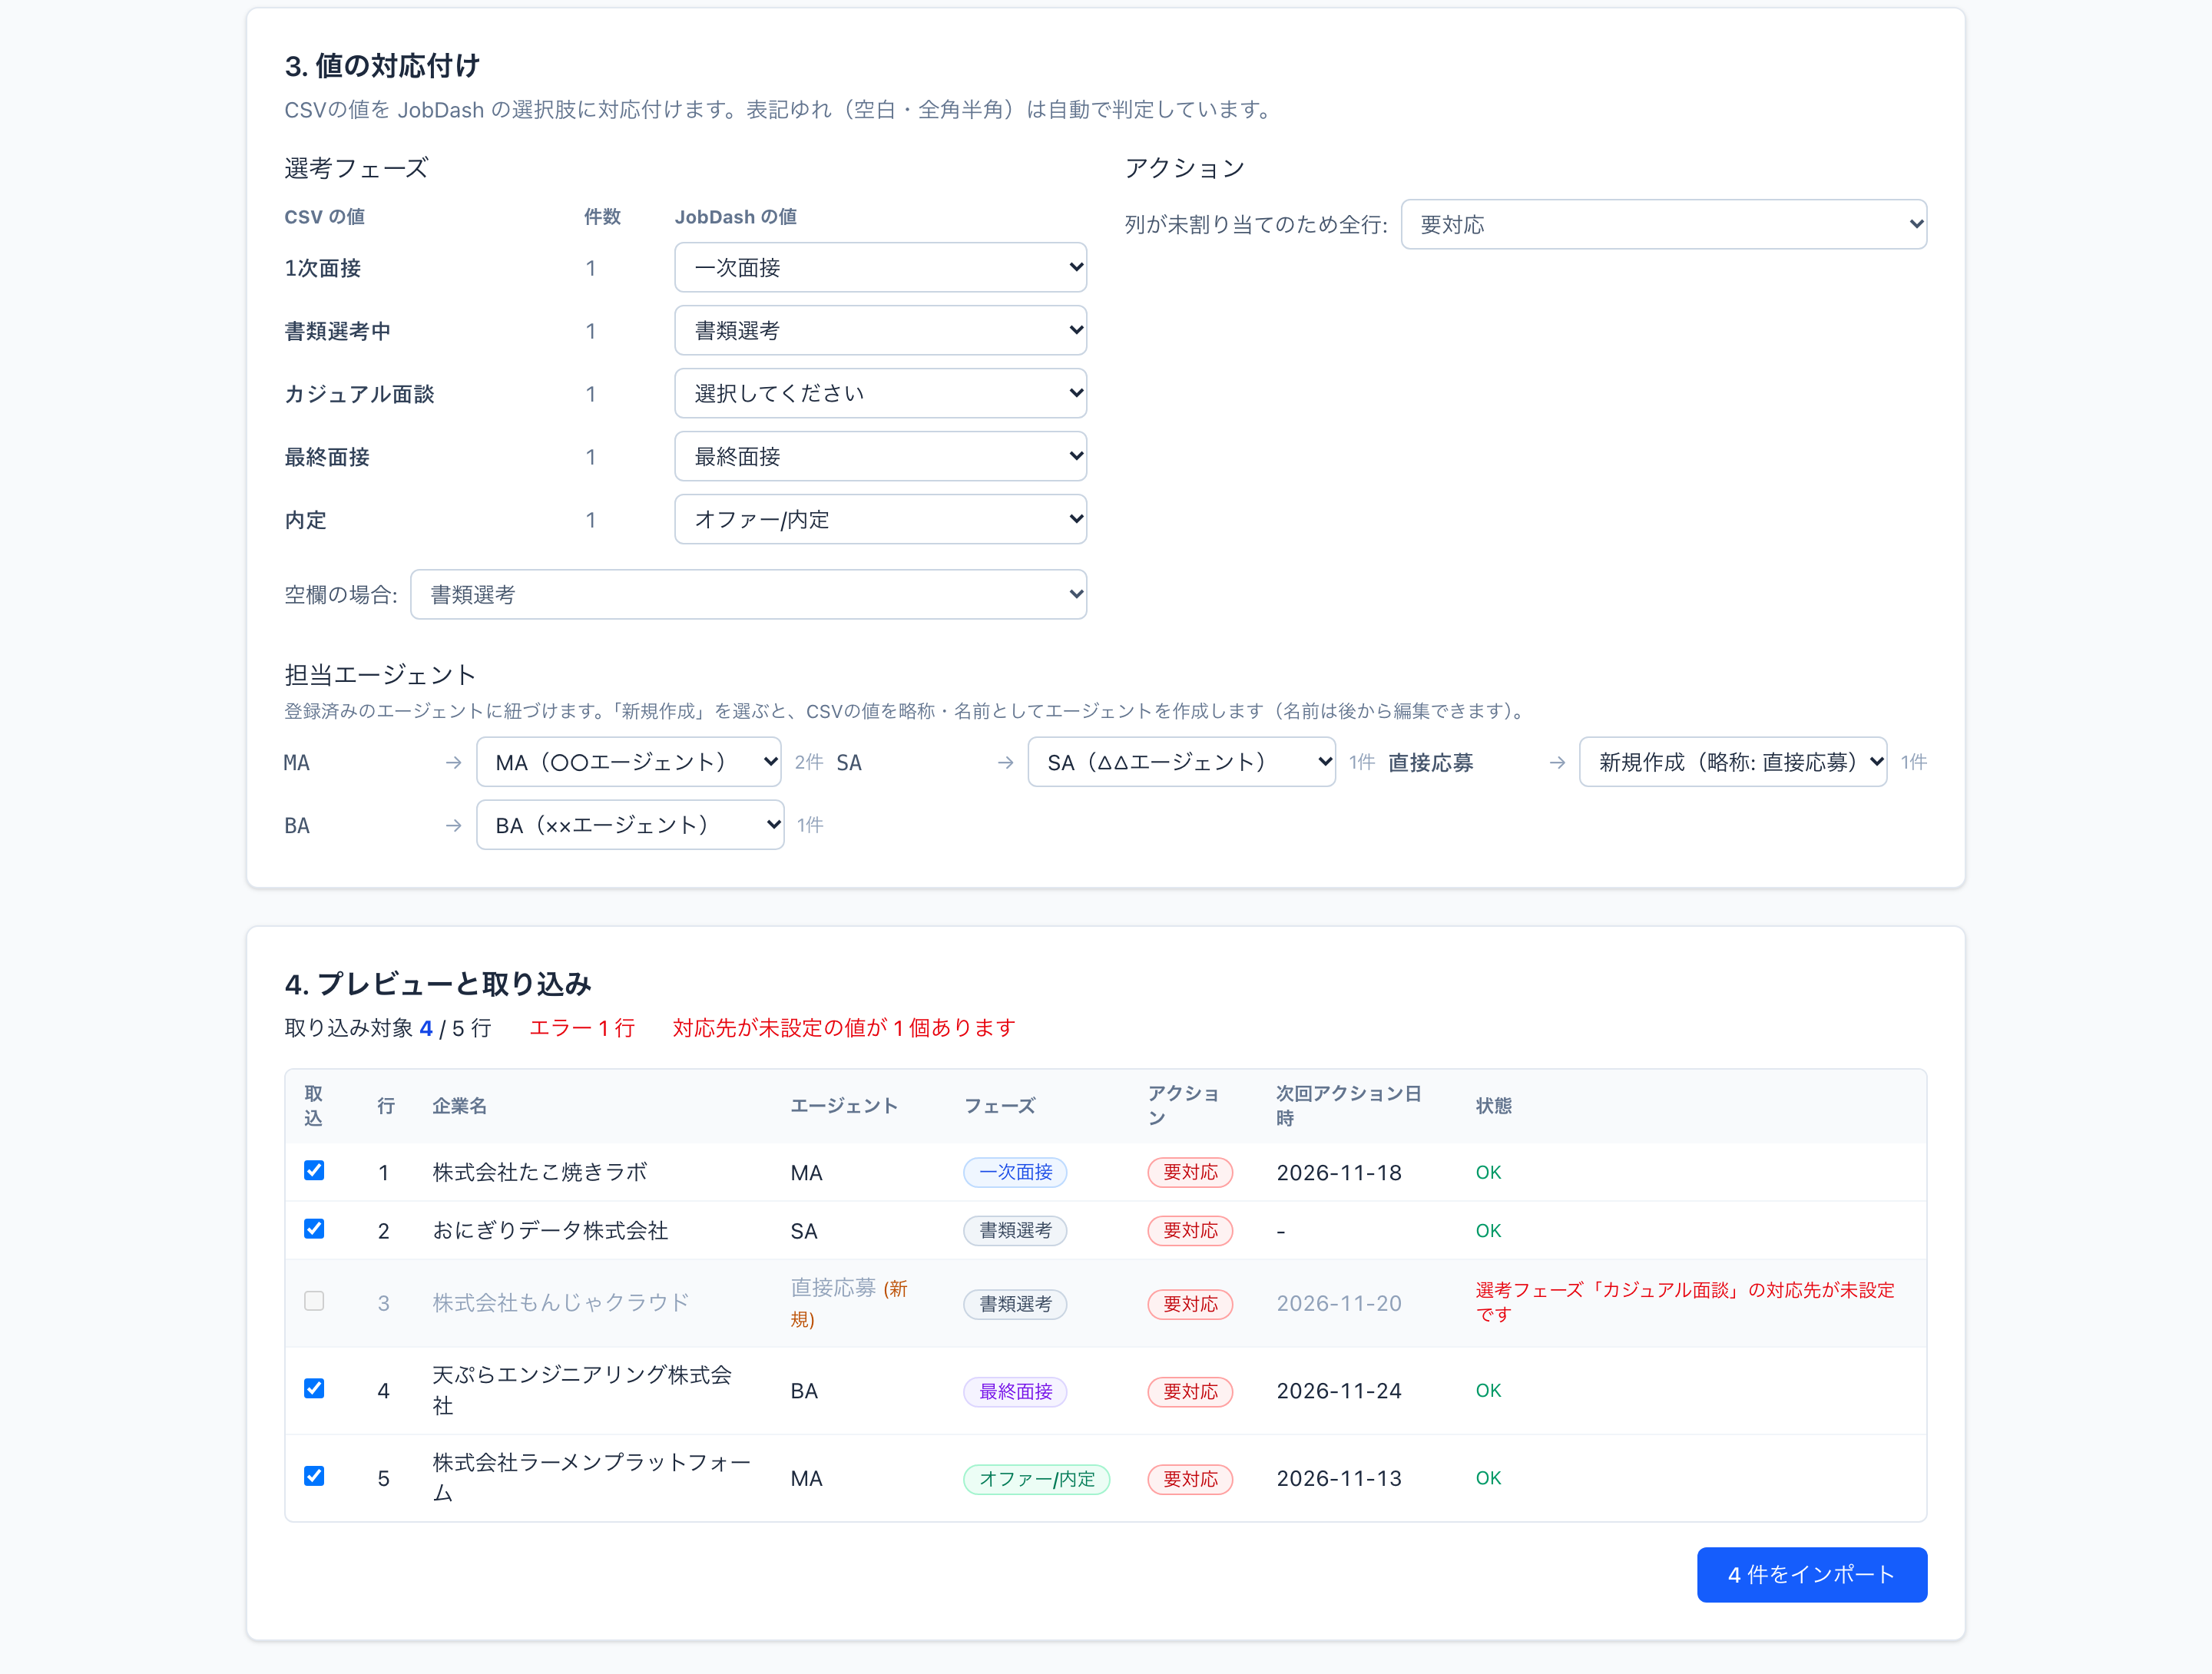 3. 値の対応付け
CSVの値を JobDash の選択肢に対応付けます。表記ゆれ（空白・全角半角）は自動で判定しています。
選考フェーズ
CSV の値 件数 JobDash の値
1次面接 1 一次面接
書類選考中 1 書類選考
カジュアル面談 1 選択してください
最終面接 1 最終面接
内定 1 オファー/内定
空欄の場合: 書類選考
アクション
列が未割り当てのため全行: 要対応
担当エージェント
登録済みのエージェントに紐づけます。「新規作成」を選ぶと、CSVの値を略称・名前としてエージェントを作成します（名前は後から編集できます）。
MA → MA（〇〇エージェント） 2件 SA → SA（△△エージェント） 1件 直接応募 → 新規作成（略称: 直接応募） 1件
BA → BA（××エージェント） 1件
4. プレビューと取り込み
取り込み対象 4 / 5 行 エラー 1 行 対応先が未設定の値が 1 個あります
取
込 行 企業名 エージェント フェーズ アクショ
ン 次回アクション日
時 状態
1 株式会社たこ焼きラボ MA 一次面接 要対応 2026-11-18 OK
2 おにぎりデータ株式会社 SA 書類選考 要対応 - OK
3 株式会社もんじゃクラウド 直接応募 (新
規) 書類選考 要対応 2026-11-20 選考フェーズ「カジュアル面談」の対応先が未設定
です
4 天ぷらエンジニアリング株式会
社 BA 最終面接 要対応 2026-11-24 OK
5 株式会社ラーメンプラットフォー
ム MA オファー/内定 要対応 2026-11-13 OK
4 件をインポート